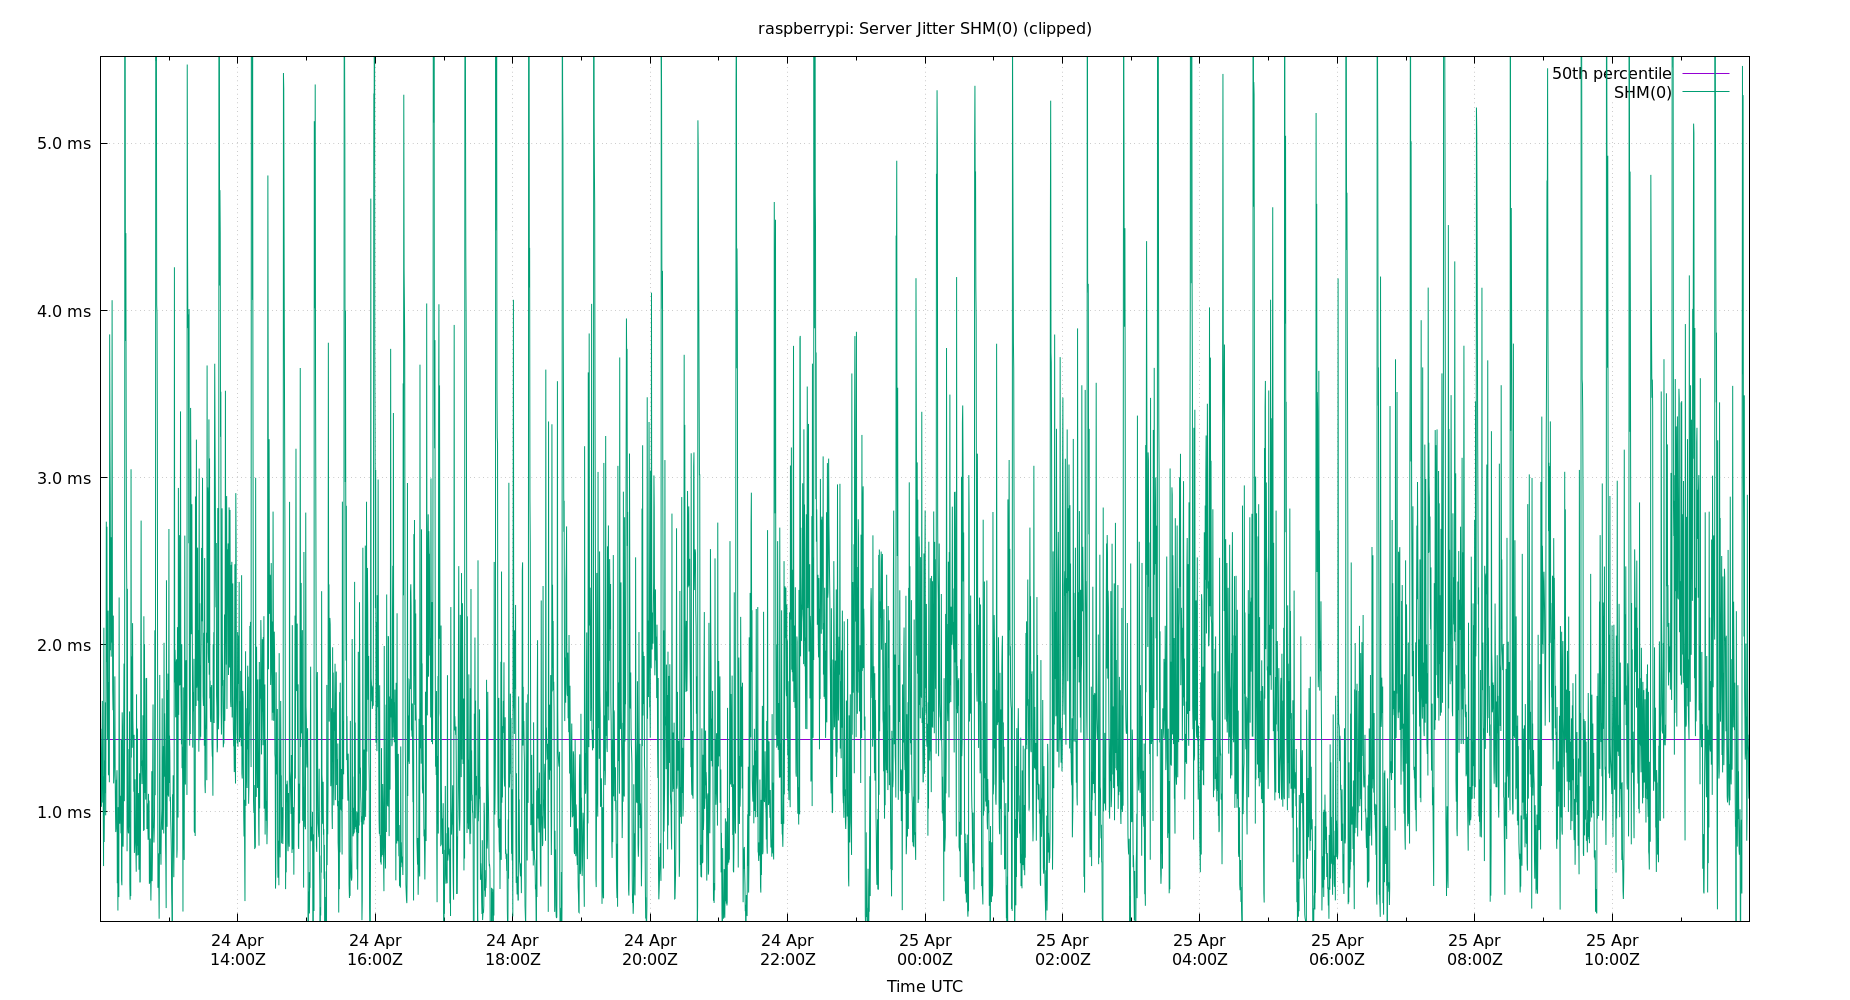 raspberrypi: Server Jitter SHM(0) (clipped)
50th percentile
SHM(0)
5.0 ms
4.0 ms
3.0 ms
2.0 ms
1.0 ms
24 Apr 24 Apr 24 Apr 24 Apr 24 Apr 25 Apr 25 Apr 25 Apr 25 Apr 25 Apr 25 Apr
14:00Z 16:00Z 18:00Z 20:00Z 22:00Z 00:00Z 02:00Z 04:00Z 06:00Z 08:00Z 10:00Z
Time UTC